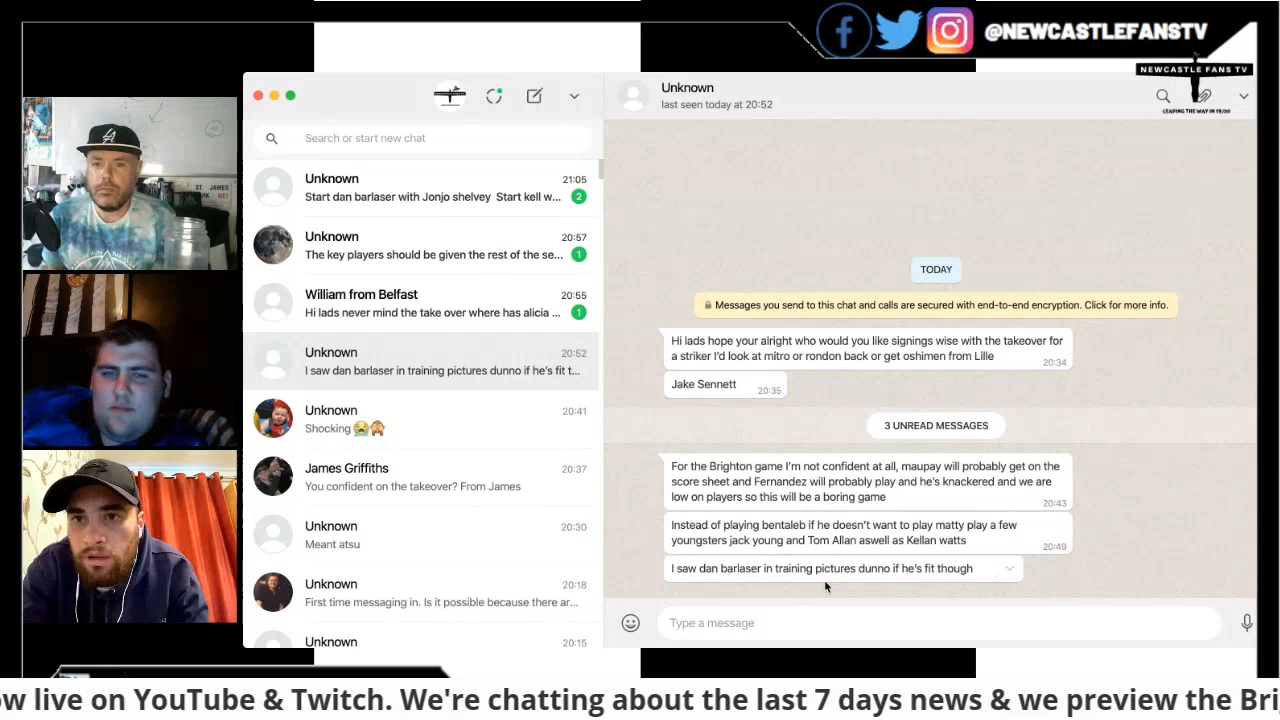 @NEWCASTLEFANSTV
NEWCASTLE FANS TV
LEADING THE WAY IN 19/20
ST. JAMES
NE1
Search or start new chat
Unknown
21:05
Start dan barlaser with Jonjo shelvey Start kell w...
2
Unknown
20:57
The key players should be given the rest of the se...
1
William from Belfast
20:55
Hi lads never mind the take over where has alicia ...
1
Unknown
20:52
I saw dan barlaser in training pictures dunno if he's fit t...
Unknown
20:41
Shocking 😭🙈
James Griffiths
20:37
You confident on the takeover? From James
Unknown
20:30
Meant atsu
Unknown
20:18
First time messaging in. Is it possible because there ar...
Unknown
20:15
Unknown
last seen today at 20:52
TODAY
Messages you send to this chat and calls are secured with end-to-end encryption. Click for more info.
Hi lads hope your alright who would you like signings wise with the takeover for
a striker I'd look at mitro or rondon back or get oshimen from Lille
20:34
Jake Sennett
20:35
3 UNREAD MESSAGES
For the Brighton game I'm not confident at all, maupay will probably get on the
score sheet and Fernandez will probably play and he's knackered and we are
low on players so this will be a boring game
20:43
Instead of playing bentaleb if he doesn't want to play matty play a few
youngsters jack young and Tom Allan aswell as Kellan watts
20:49
I saw dan barlaser in training pictures dunno if he's fit though
Type a message
ow live on YouTube & Twitch. We're chatting about the last 7 days news & we preview the Bri